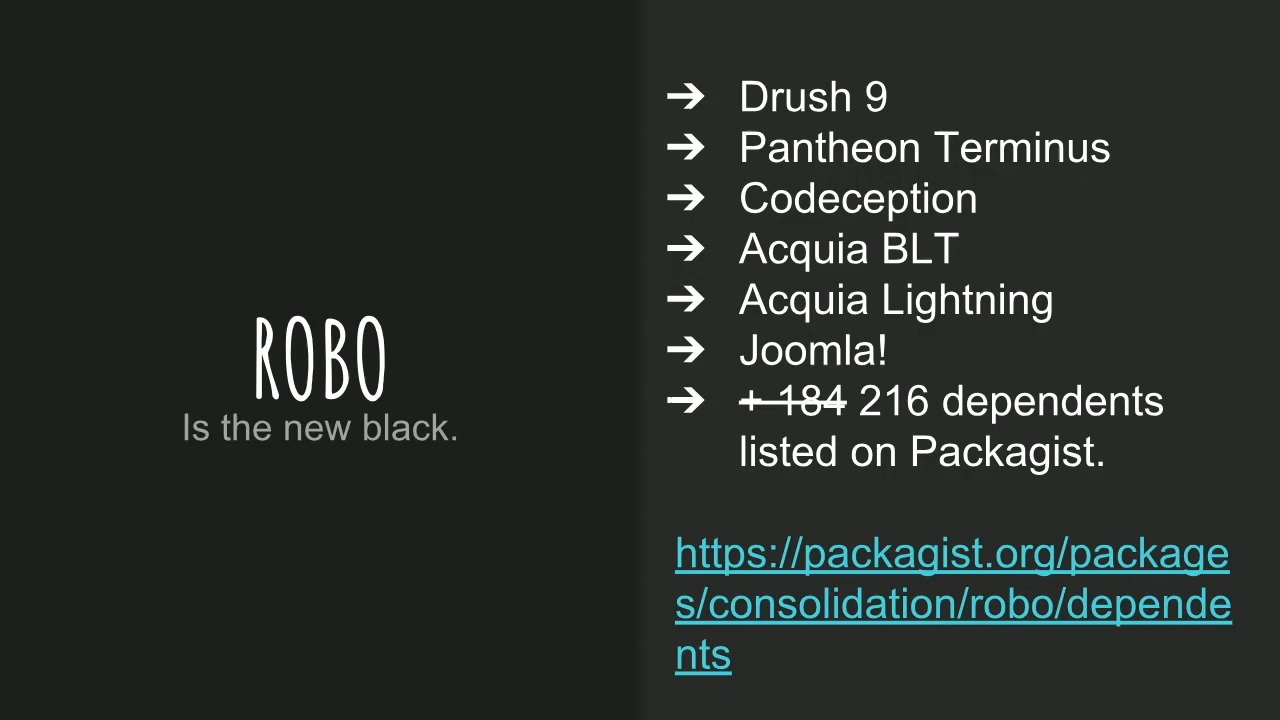 ROBO
Is the new black.
➔ Drush 9
➔ Pantheon Terminus
➔ Codeception
➔ Acquia BLT
➔ Acquia Lightning
➔ Joomla!
➔ + 184 216 dependents
listed on Packagist.
https://packagist.org/package
s/consolidation/robo/depende
nts